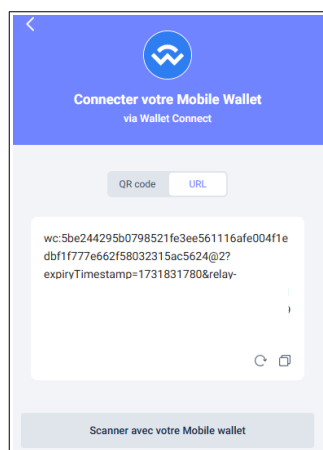 Connecter votre Mobile Wallet
via Wallet Connect
QR code
URL
wc:5be244295b0798521fe3ee561116afe004f1e
dbf1f777e662f58032315ac5624@2?
expiryTimestamp=1731831780&relay-
Scanner avec votre Mobile wallet